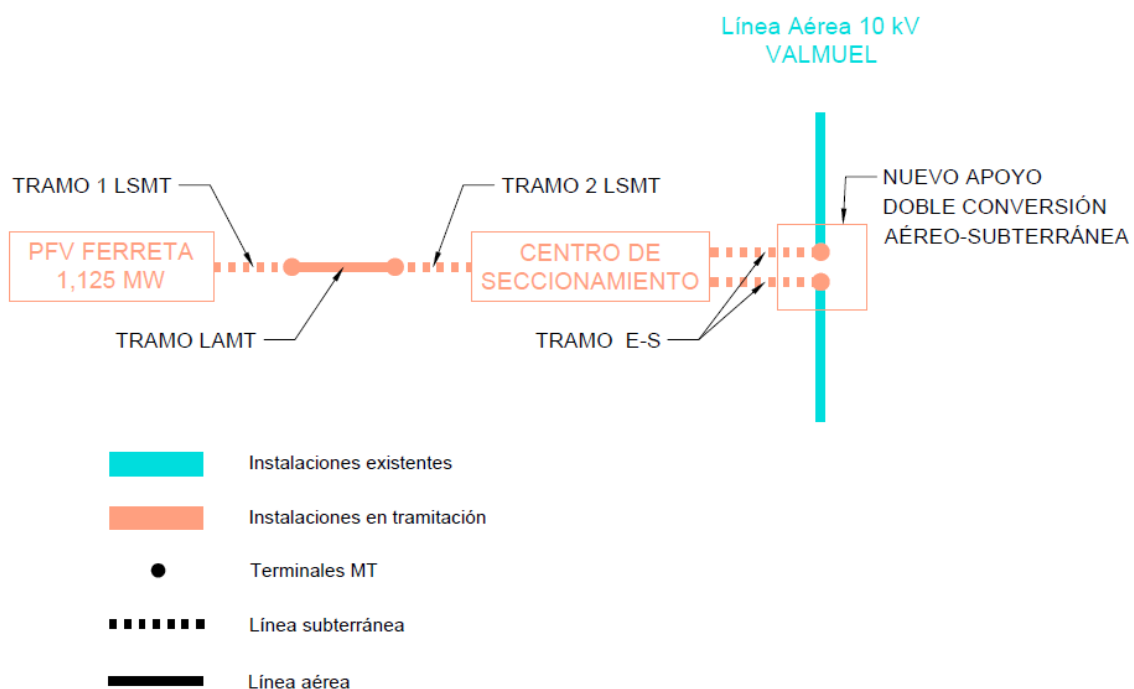 Línea Aérea 10 kV
VALMUEL
TRAMO 1 LSMT
TRAMO 2 LSMT
NUEVO APOYO
DOBLE CONVERSIÓN
AÉREO-SUBTERRÁNEA
PFV FERRETA
1,125 MW
CENTRO DE
SECCIONAMIENTO
TRAMO LAMT
TRAMO E-S
Instalaciones existentes
Instalaciones en tramitación
Terminales MT
Línea subterránea
Línea aérea